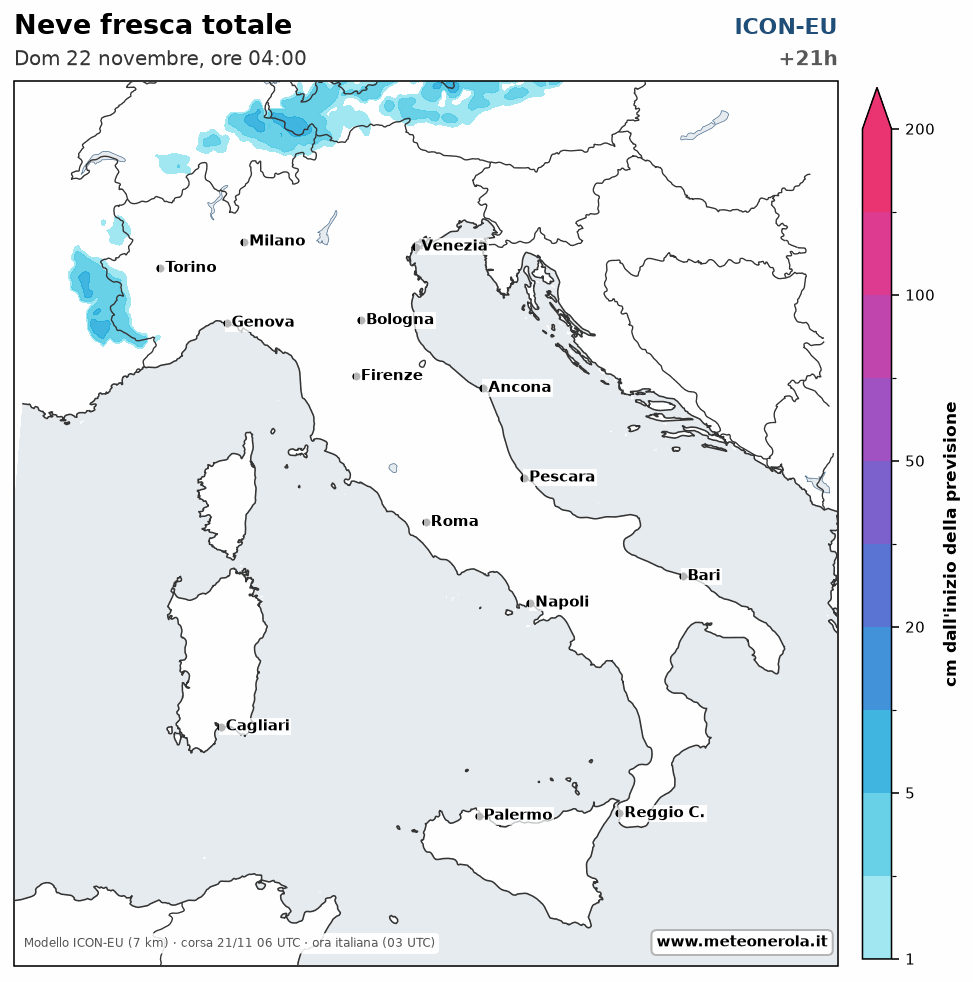 Neve fresca totale
ICON-EU
Dom 22 novembre, ore 04:00
+21h
200
100
50
20
5
1
cm dall'inizio della previsione
Milano
Venezia
Torino
Genova
Bologna
Firenze
Ancona
Pescara
Roma
Bari
Napoli
Cagliari
Palermo
Reggio C.
Modello ICON-EU (7 km) · corsa 21/11 06 UTC · ora italiana (03 UTC)
www.meteonerola.it